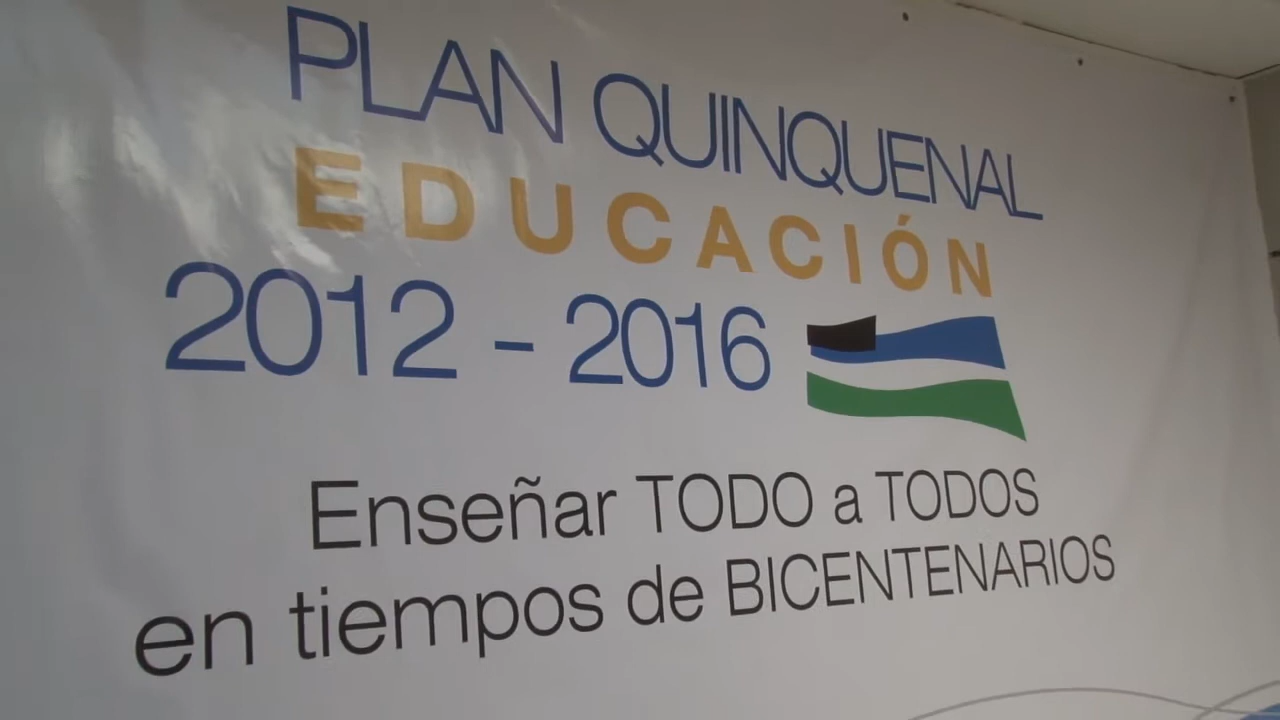 PLAN QUINQUENAL
EDUCACIÓN
2012 - 2016
Enseñar TODO a TODOS
en tiempos de BICENTENARIOS